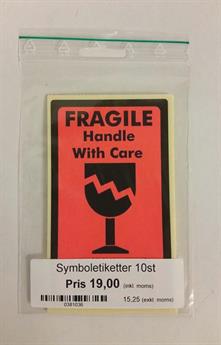 FRAGILE
Handle
With Care
Symboletiketter 10st
Pris 19,00 (inkl. moms)
0381036
15,25 (exkl. moms)